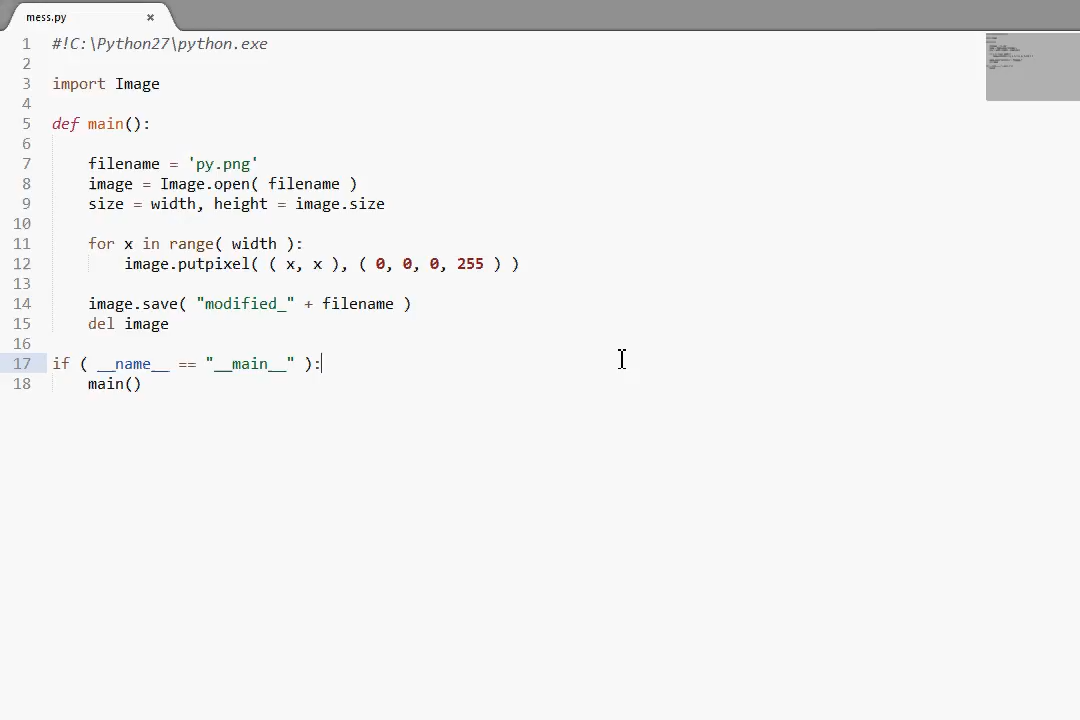 mess.py ×
1 #!C:\Python27\python.exe
2
3 import Image
4
5 def main():
6
7     filename = 'py.png'
8     image = Image.open( filename )
9     size = width, height = image.size
10
11     for x in range( width ):
12         image.putpixel( ( x, x ), ( 0, 0, 0, 255 ) )
13
14     image.save( "modified_" + filename )
15     del image
16
17 if ( __name__ == "__main__" ):
18     main()